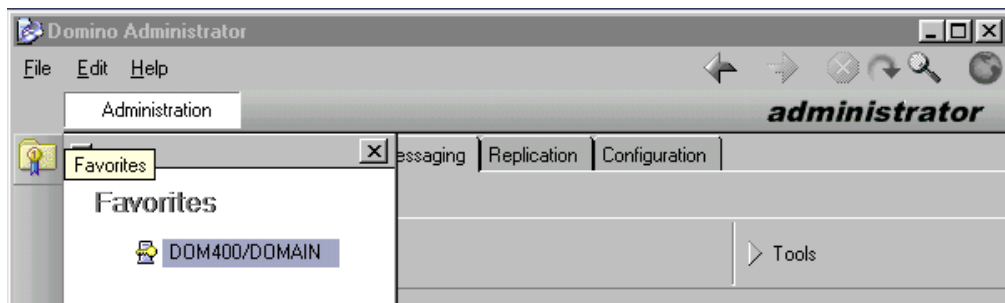 Domino Administrator
File Edit Help
Administration
administrator
Favorites
essaging Replication Configuration
Favorites
DOM400/DOMAIN
Tools